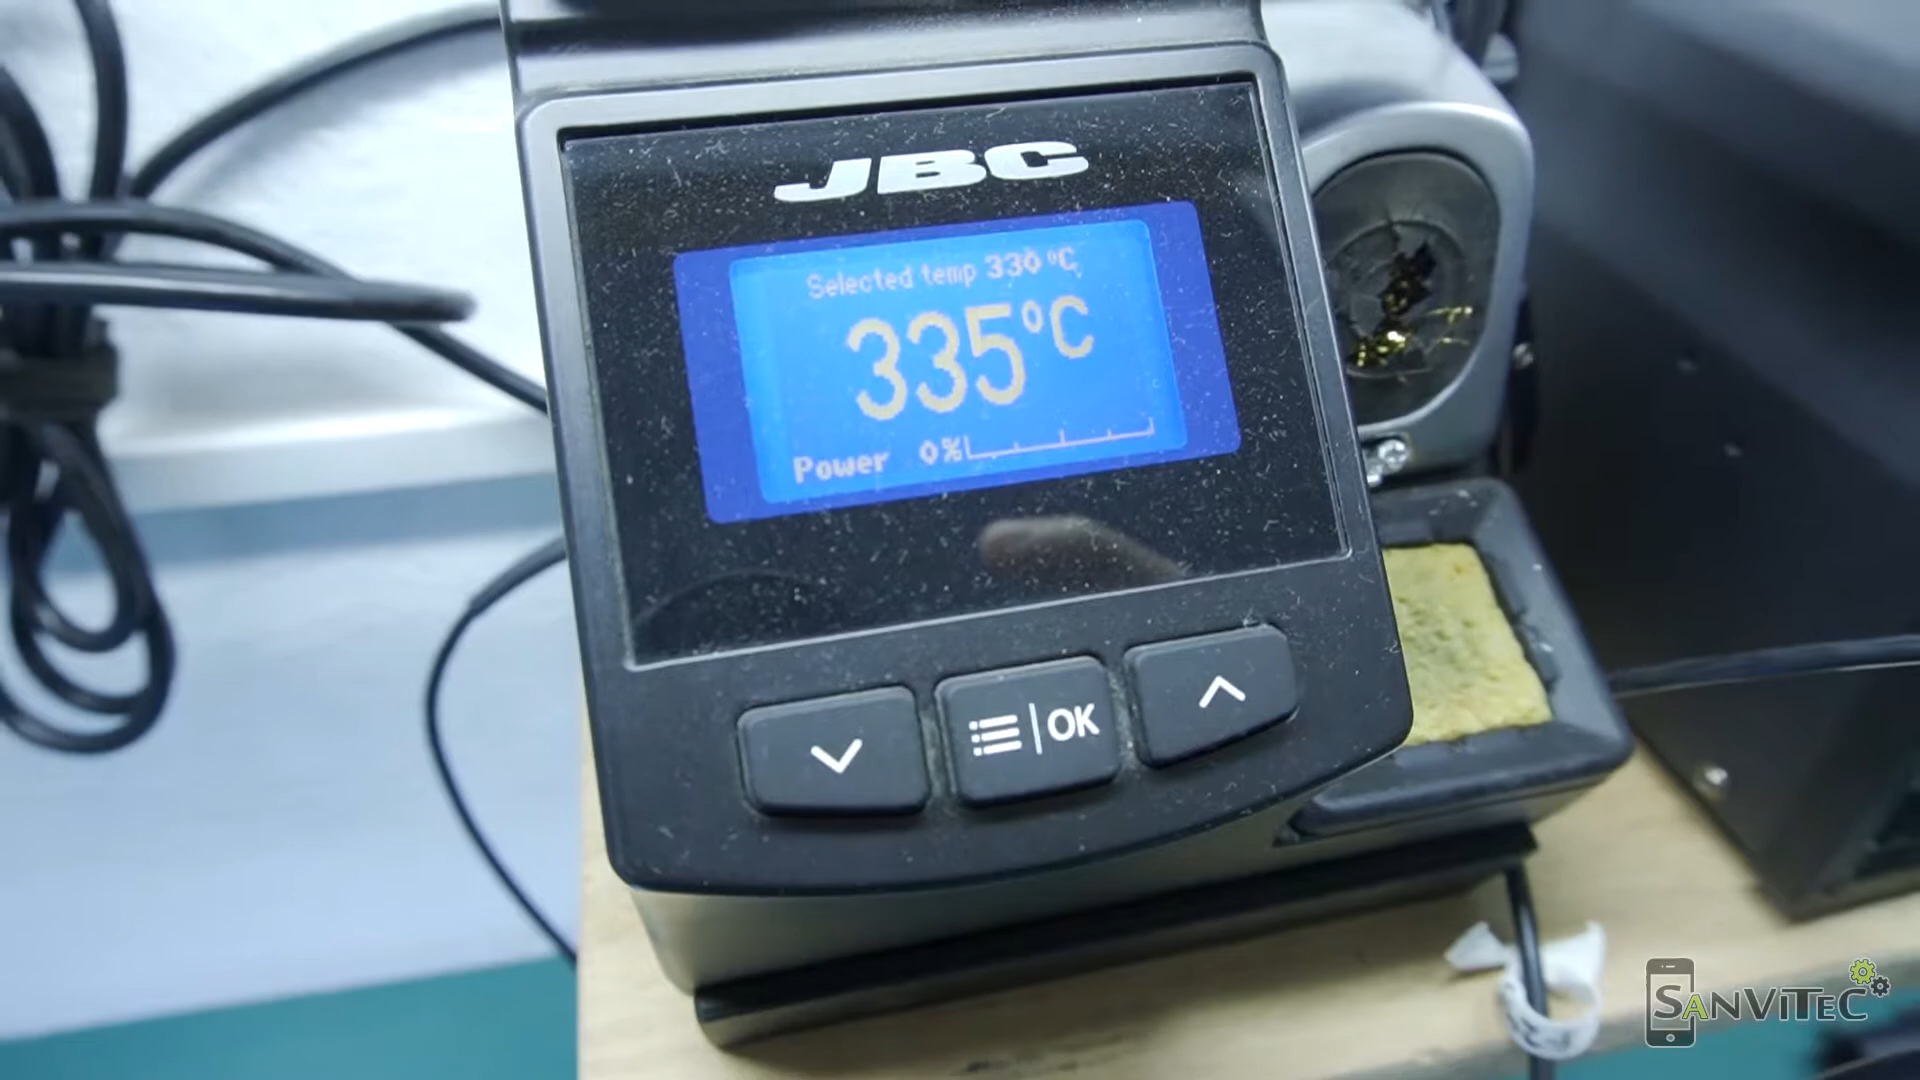 JBC
Selected temp 330 ºC
335ºC
Power 0%
OK
SANVITEC